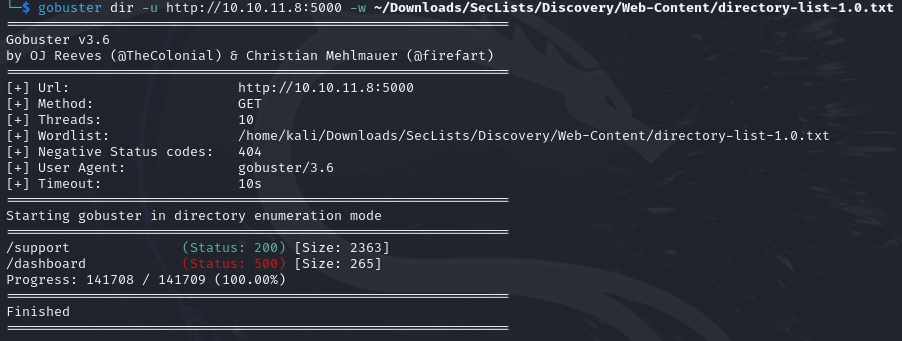 └─$ gobuster dir -u http://10.10.11.8:5000 -w ~/Downloads/SecLists/Discovery/Web-Content/directory-list-1.0.txt
===============================================================
Gobuster v3.6
by OJ Reeves (@TheColonial) & Christian Mehlmauer (@firefart)
===============================================================
[+] Url:                     http://10.10.11.8:5000
[+] Method:                  GET
[+] Threads:                 10
[+] Wordlist:                /home/kali/Downloads/SecLists/Discovery/Web-Content/directory-list-1.0.txt
[+] Negative Status codes:   404
[+] User Agent:              gobuster/3.6
[+] Timeout:                 10s
===============================================================
Starting gobuster in directory enumeration mode
===============================================================
/support              (Status: 200) [Size: 2363]
/dashboard            (Status: 500) [Size: 265]
Progress: 141708 / 141709 (100.00%)
===============================================================
Finished
===============================================================